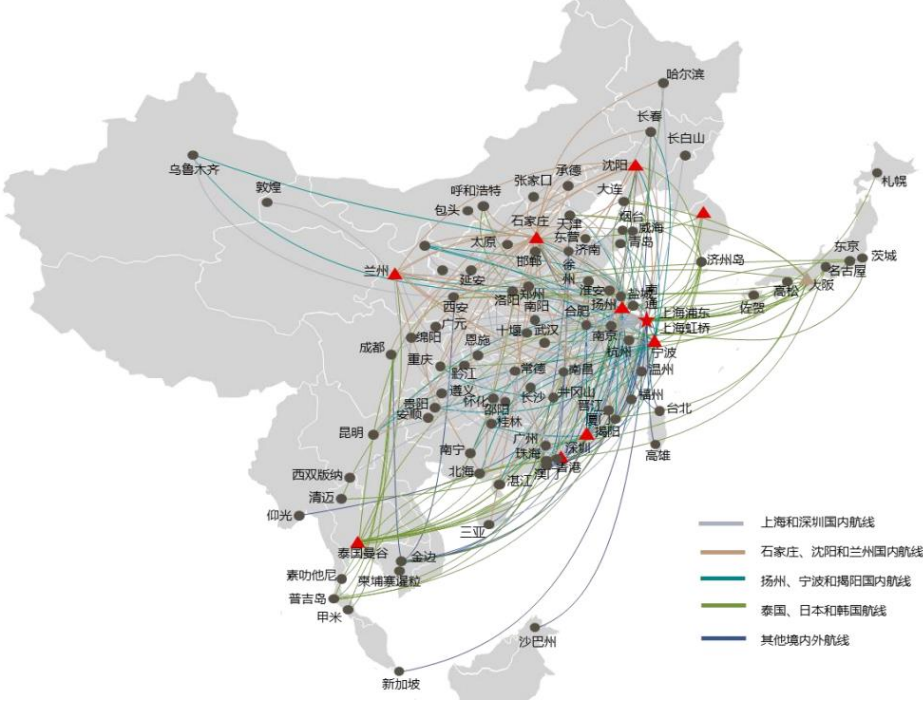 哈尔滨
长春
长白山
沈阳
乌鲁木齐
敦煌
承德
张家口
大连
呼和浩特
包头
札幌
石家庄
天津
烟台
威海
东营
青岛
太原
邯郸
济南
徐州
济州岛
东京
茨城
名古屋
大阪
高松
佐贺
兰州
延安
洛阳
郑州
淮安
盐城
南通
扬州
西安
南阳
合肥
上海浦东
上海虹桥
广元
绵阳
十堰
武汉
南京
杭州
宁波
成都
恩施
重庆
黔江
常德
南昌
温州
遵义
贵阳
安顺
怀化
邵阳
长沙
井冈山
福州
晋江
厦门
台北
桂林
揭阳
昆明
广州
深圳
高雄
南宁
珠海
香港
澳门
北海
湛江
西双版纳
清迈
仰光
三亚
泰国曼谷
金边
素叻他尼
柬埔寨暹粒
普吉岛
甲米
沙巴州
新加坡
上海和深圳国内航线
石家庄、沈阳和兰州国内航线
扬州、宁波和揭阳国内航线
泰国、日本和韩国航线
其他境内外航线